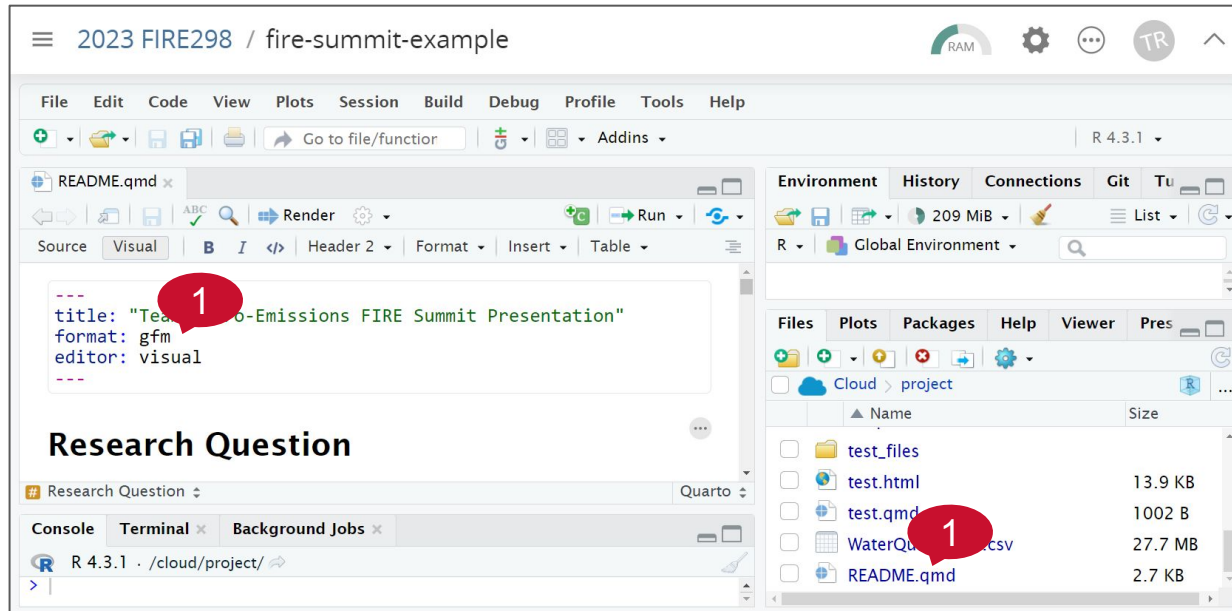 2023 FIRE298 / fire-summit-example
RAM
TR
File Edit Code View Plots Session Build Debug Profile Tools Help
Go to file/functior
Addins
R 4.3.1
README.qmd
ABC
Render
Run
Source Visual B I </> Header 2 Format Insert Table
---
title: "Tea o-Emissions FIRE Summit Presentation"
1
format: gfm
editor: visual
---
Research Question
# Research Question
Quarto
Console Terminal Background Jobs
R 4.3.1 · /cloud/project/
>
Environment History Connections Git Tu
209 MiB
List
R Global Environment
Files Plots Packages Help Viewer Pres
Cloud > project
R
...
Name Size
test_files
test.html 13.9 KB
test.qmd 1002 B
1
WaterQu .csv 27.7 MB
README.qmd 2.7 KB